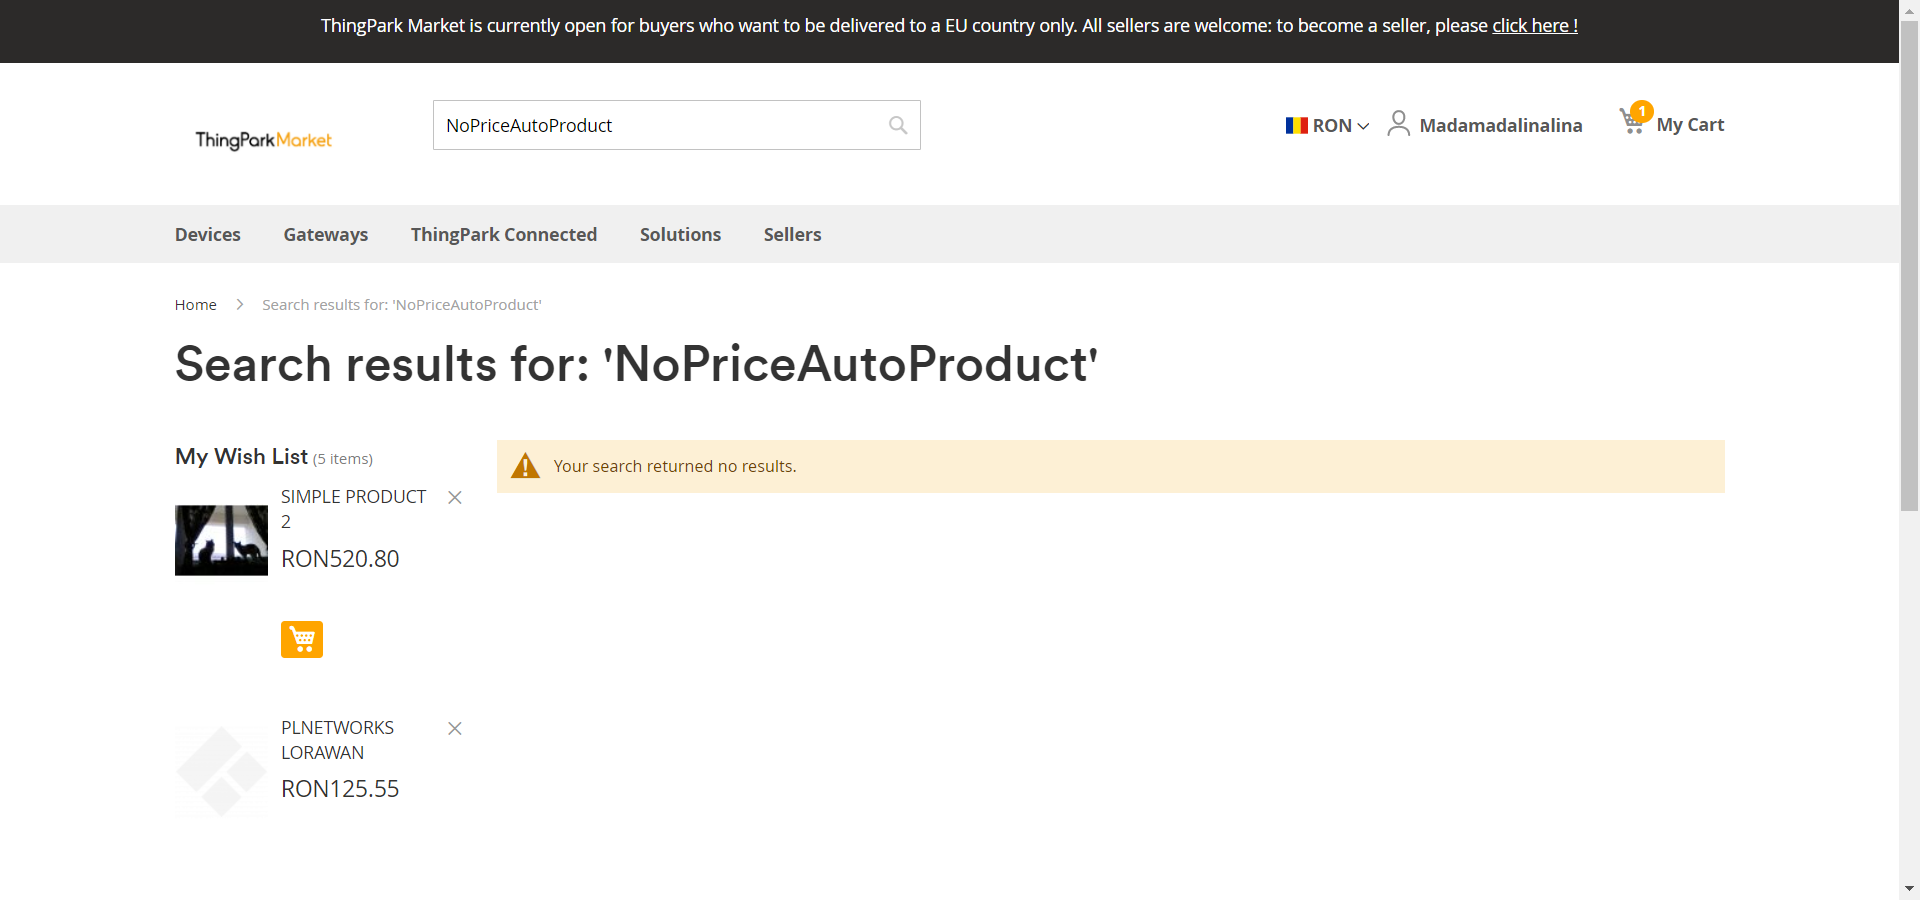 ThingPark Market is currently open for buyers who want to be delivered to a EU country only. All sellers are welcome: to become a seller, please click here !
ThingParkMarket
NoPriceAutoProduct
RON
Madamadalinalina
1
My Cart
Devices
Gateways
ThingPark Connected
Solutions
Sellers
Home
Search results for: 'NoPriceAutoProduct'
Search results for: 'NoPriceAutoProduct'
My Wish List (5 items)
Your search returned no results.
SIMPLE PRODUCT
2
RON520.80
PLNETWORKS
LORAWAN
RON125.55